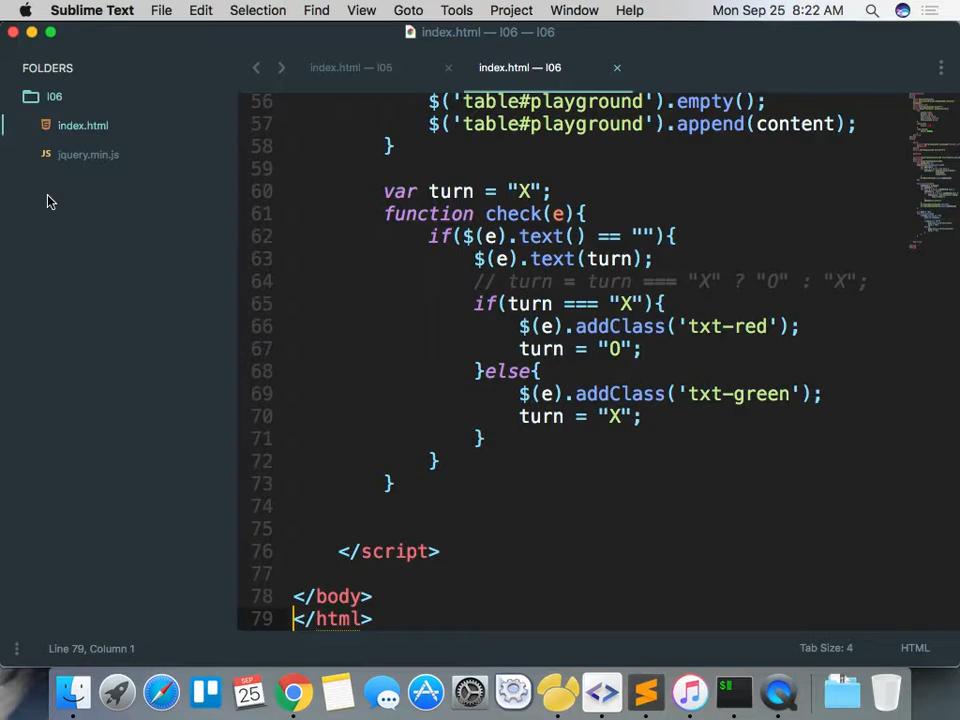 Sublime Text File Edit Selection Find View Goto Tools Project Window Help Mon Sep 25 8:22 AM
index.html — l06 — l06
FOLDERS
l06
index.html
JS jquery.min.js
index.html — l05 × index.html — l06 ×
56 $('table#playground').empty();
57 $('table#playground').append(content);
58 }
59
60 var turn = "X";
61 function check(e){
62 if($(e).text() == ""){
63 $(e).text(turn);
64 // turn = turn === "X" ? "O" : "X";
65 if(turn === "X"){
66 $(e).addClass('txt-red');
67 turn = "O";
68 }else{
69 $(e).addClass('txt-green');
70 turn = "X";
71 }
72 }
73 }
74
75
76 </script>
77
78 </body>
79 </html>
Line 79, Column 1 Tab Size: 4 HTML
SEP
25
$